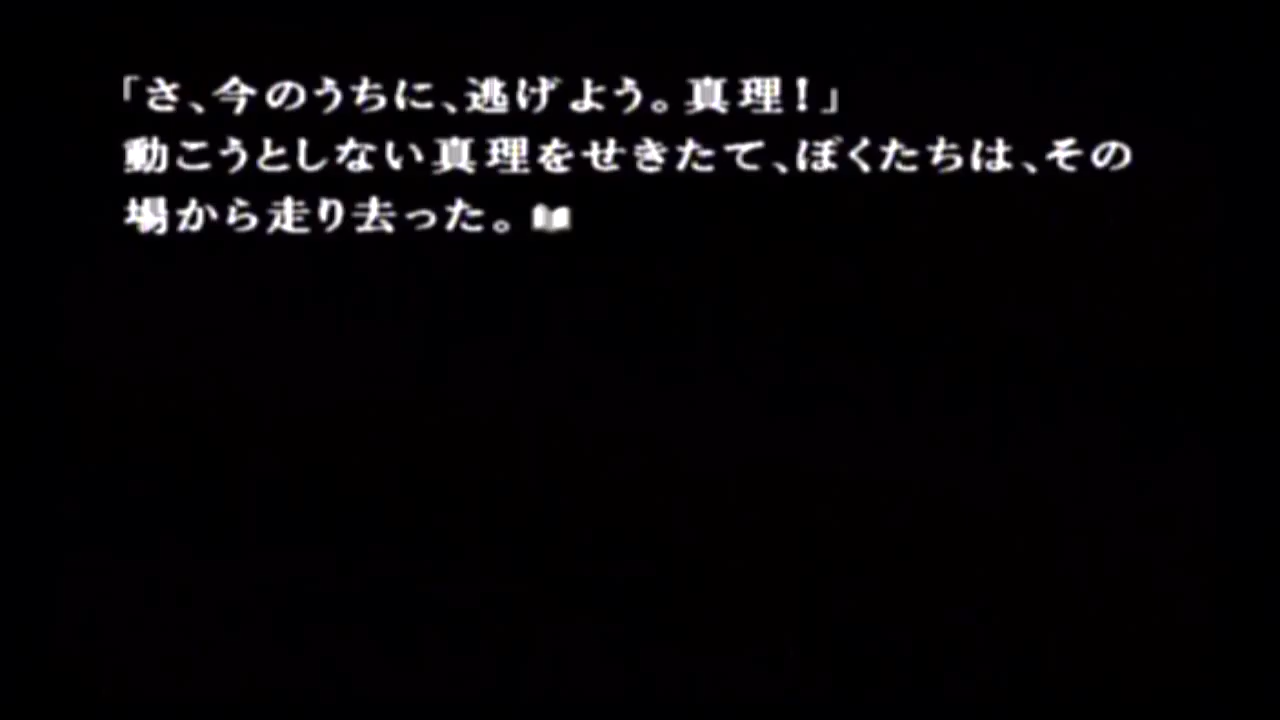 「さ、今のうちに、逃げよう。真理！」
動こうとしない真理をせきたて、ぼくたちは、その
場から走り去った。